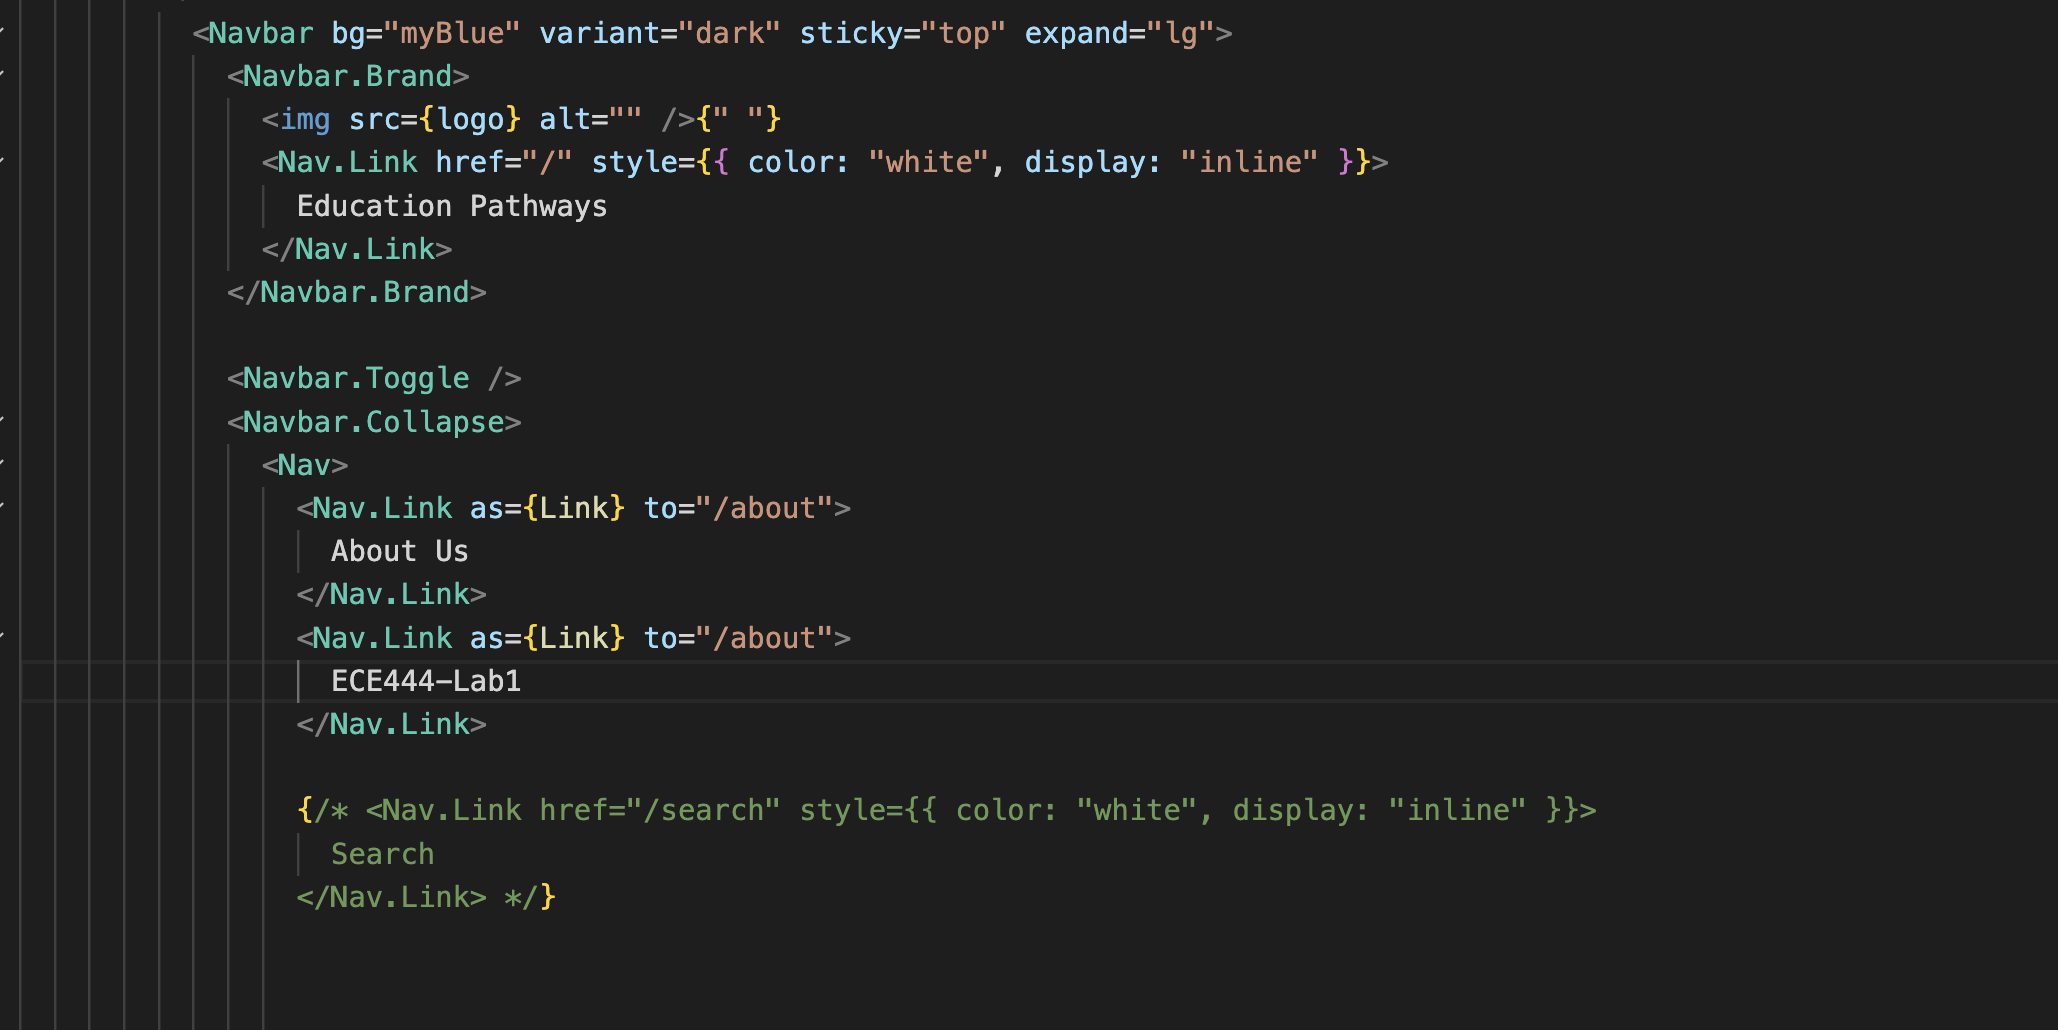 <Navbar bg="myBlue" variant="dark" sticky="top" expand="lg">
<Navbar.Brand>
<img src={logo} alt="" />{" "}
<Nav.Link href="/" style={{ color: "white", display: "inline" }}>
Education Pathways
</Nav.Link>
</Navbar.Brand>
<Navbar.Toggle />
<Navbar.Collapse>
<Nav>
<Nav.Link as={Link} to="/about">
About Us
</Nav.Link>
<Nav.Link as={Link} to="/about">
ECE444-Lab1
</Nav.Link>
{/* <Nav.Link href="/search" style={{ color: "white", display: "inline" }}>
Search
</Nav.Link> */}